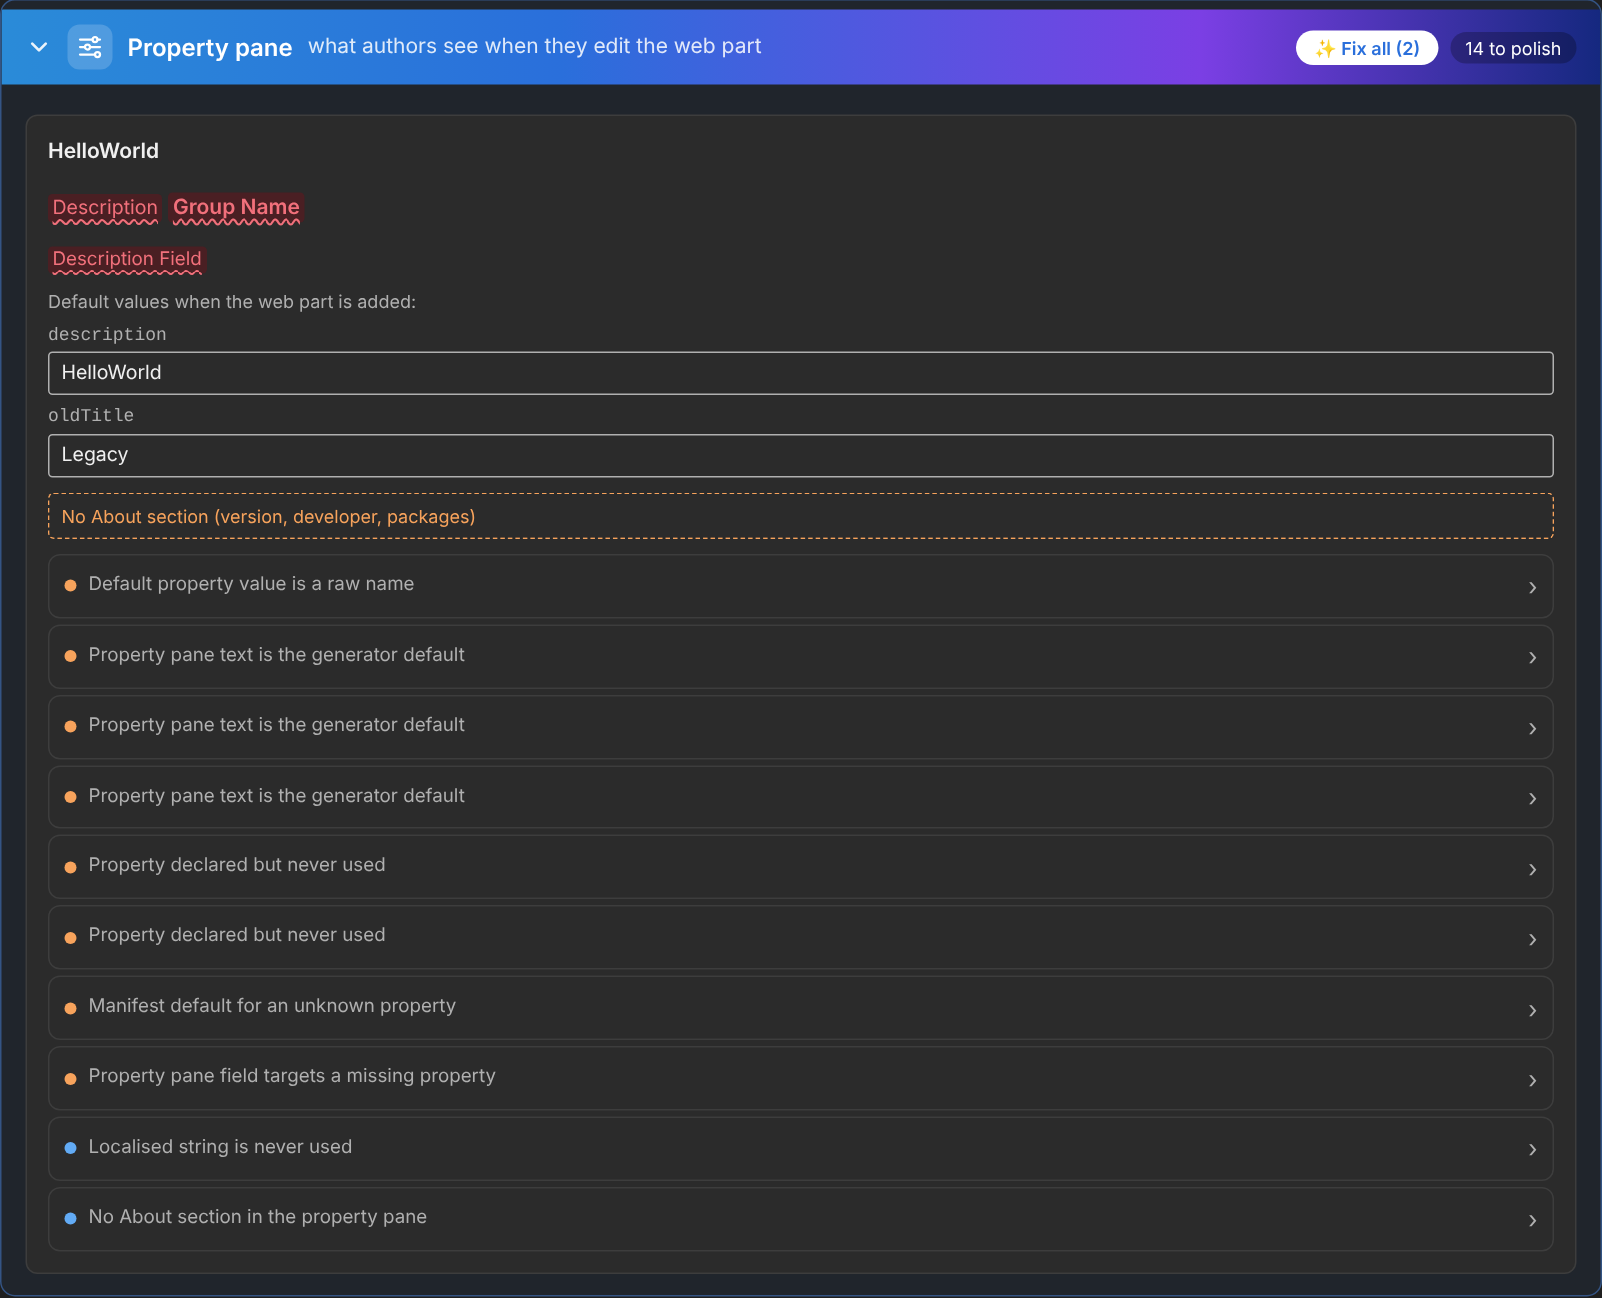 Property pane what authors see when they edit the web part
✨ Fix all (2) 14 to polish
HelloWorld
Description Group Name
Description Field
Default values when the web part is added:
description
HelloWorld
oldTitle
Legacy
No About section (version, developer, packages)
Default property value is a raw name
Property pane text is the generator default
Property pane text is the generator default
Property pane text is the generator default
Property declared but never used
Property declared but never used
Manifest default for an unknown property
Property pane field targets a missing property
Localised string is never used
No About section in the property pane